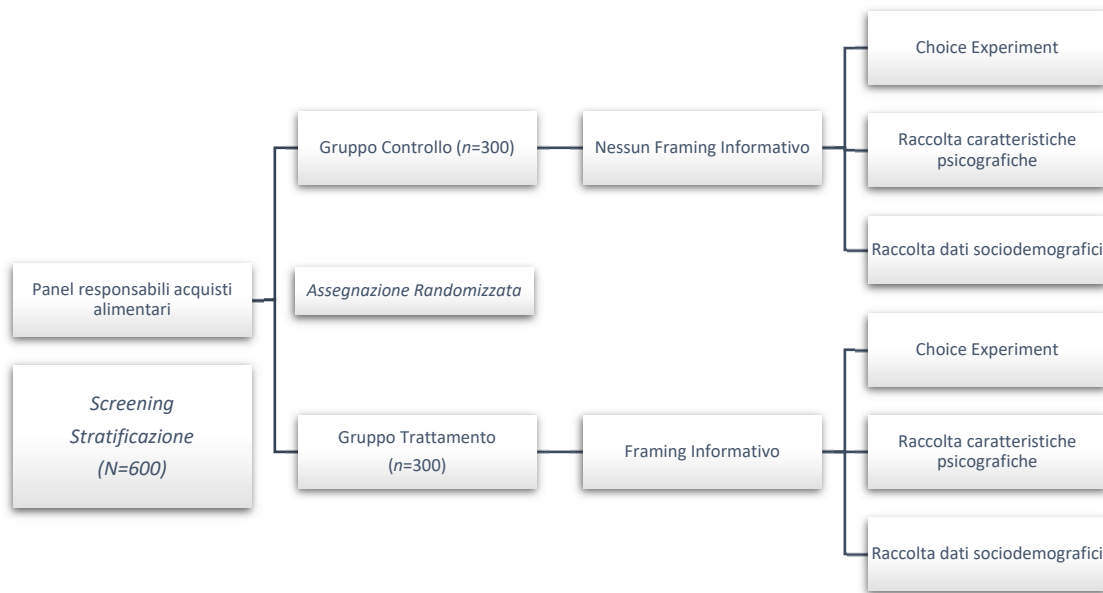 Panel responsabili acquisti
alimentari
Screening
Stratificazione
(N=600)
Gruppo Controllo (n=300)
Assegnazione Randomizzata
Gruppo Trattamento
(n=300)
Nessun Framing Informativo
Framing Informativo
Choice Experiment
Raccolta caratteristiche
psicografiche
Raccolta dati sociodemografici
Choice Experiment
Raccolta caratteristiche
psicografiche
Raccolta dati sociodemografici